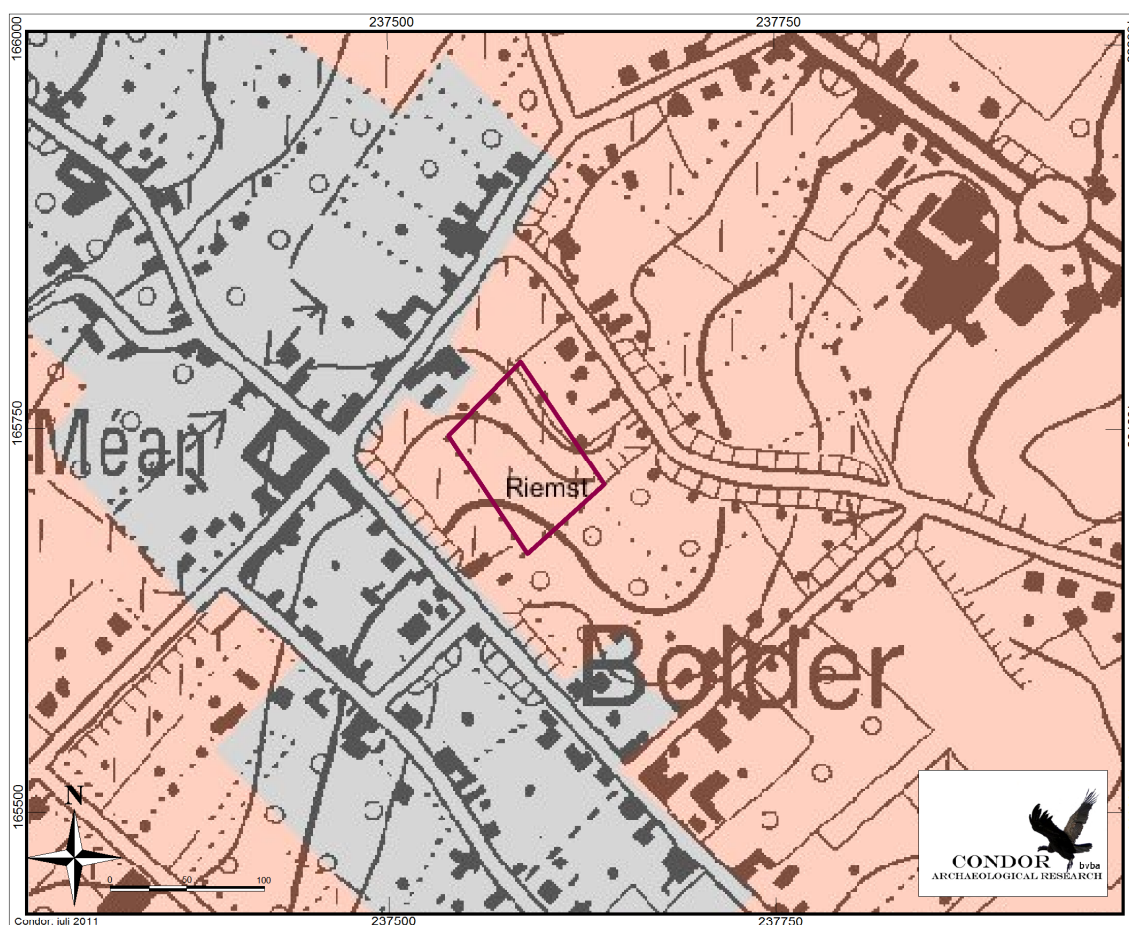 237500
237750
166000
165750
165500
Méan
Riemst
Bolder
N
0
50
100
CONDOR
bvba
ARCHAEOLOGICAL RESEARCH
Condor, juli 2011
237500
237750